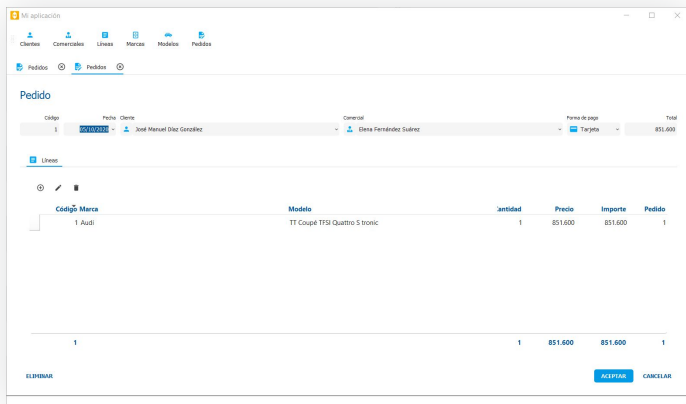 Mi aplicación
Clientes Comerciales Líneas Marcas Modelos Pedidos
Pedidos Pedidos
Pedido
Código Fecha Cliente Comercial Forma de pago Total
1 05/10/2020 José Manuel Díaz González Elena Fernández Suárez Tarjeta 851.600
Líneas
Código Marca Modelo Cantidad Precio Importe Pedido
1 Audi TT Coupé TFSI Quattro S tronic 1 851.600 851.600 1
1 1 851.600 851.600 1
ELIMINAR ACEPTAR CANCELAR